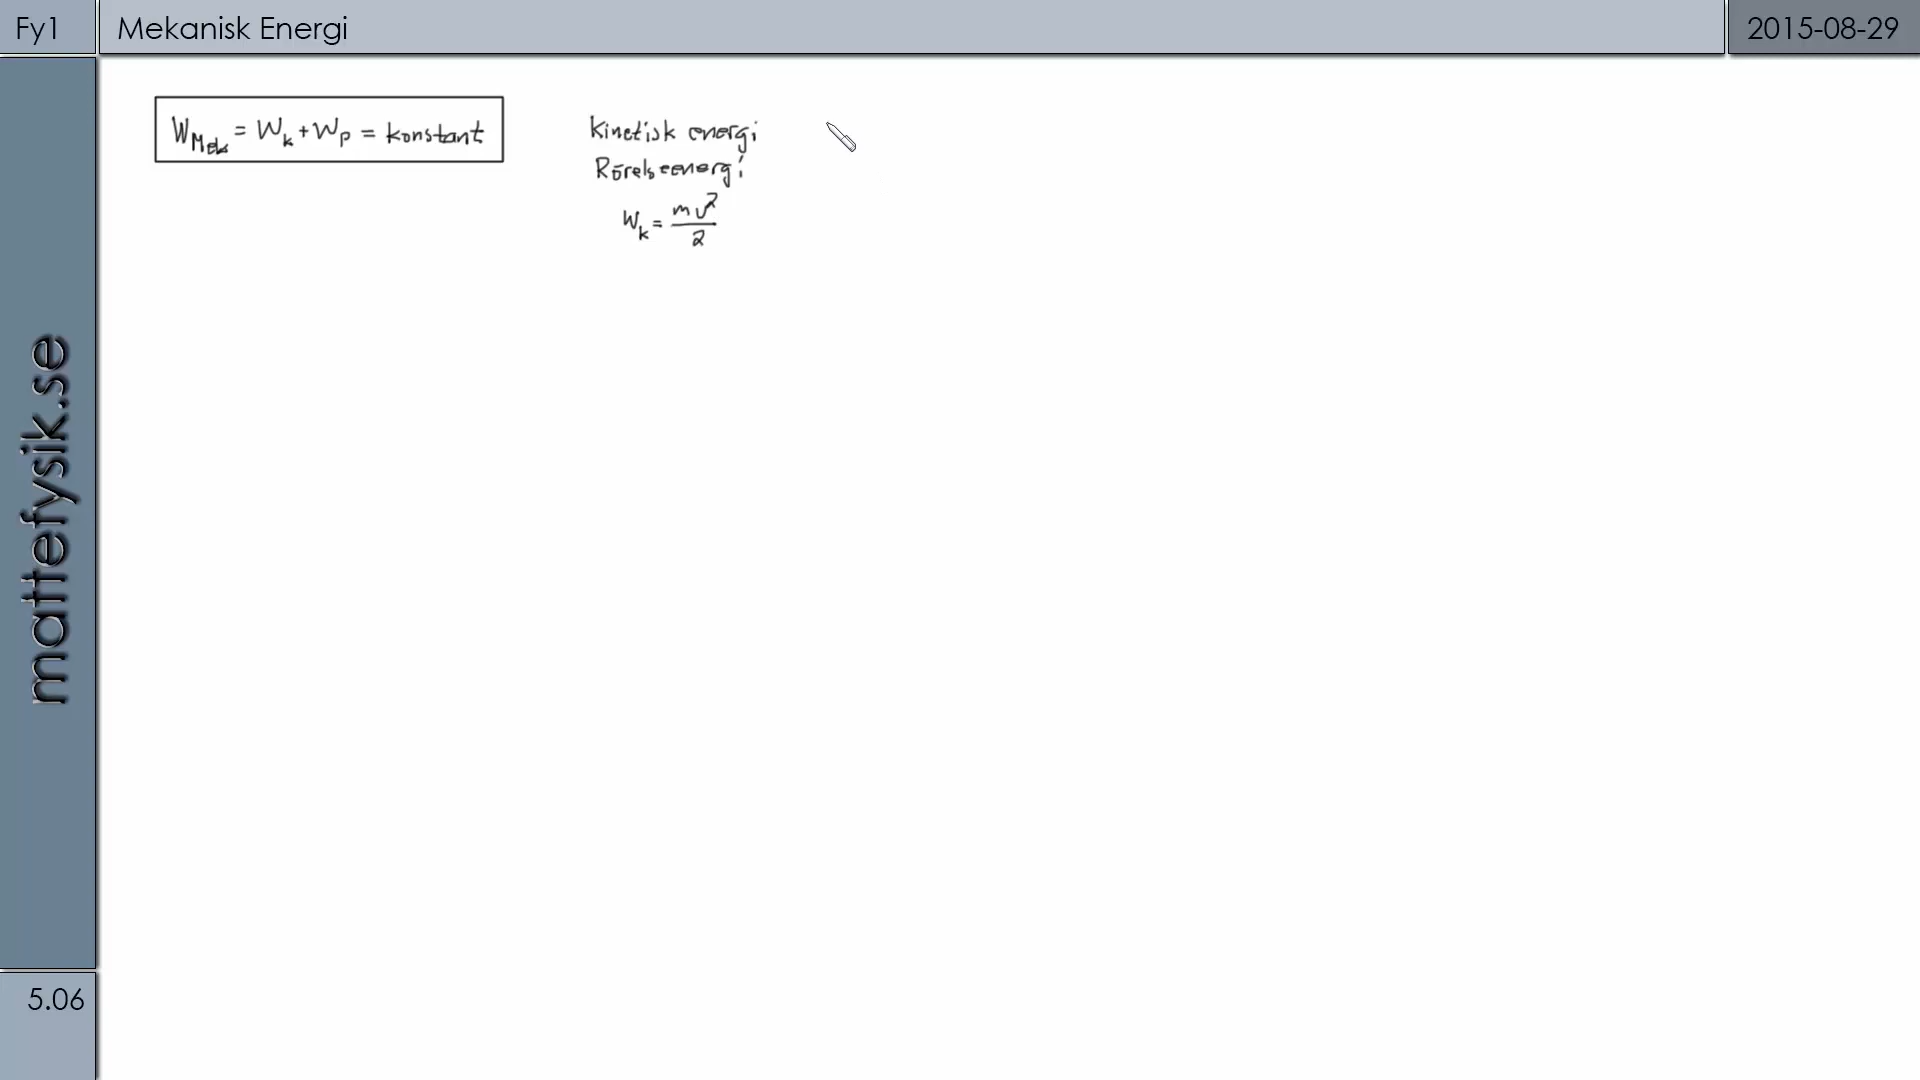 Fy1
Mekanisk Energi
2015-08-29
W_Mek = W_k + W_p = konstant
Kinetisk energi
Rörelseenergi
W_k = mv²/2
mattefysik.se
5.06